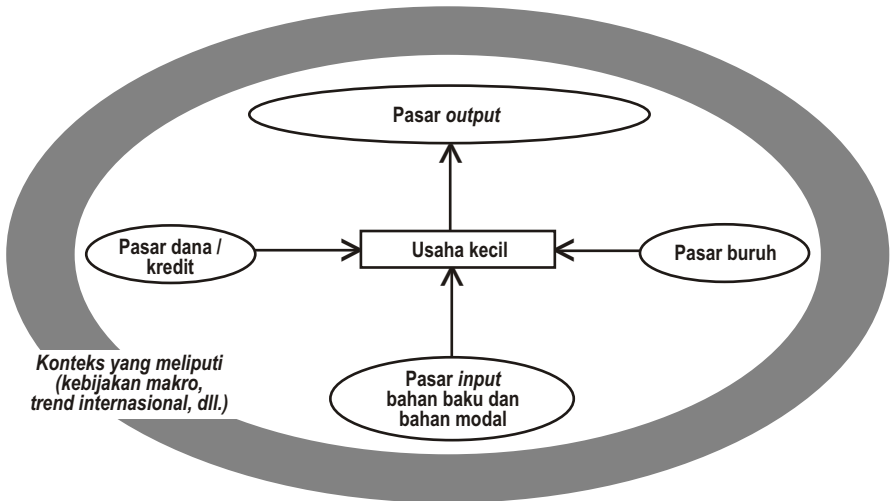 Pasar output
Pasar dana /
kredit
Usaha kecil
Pasar buruh
Konteks yang meliputi
(kebijakan makro,
trend internasional, dll.)
Pasar input
bahan baku dan
bahan modal